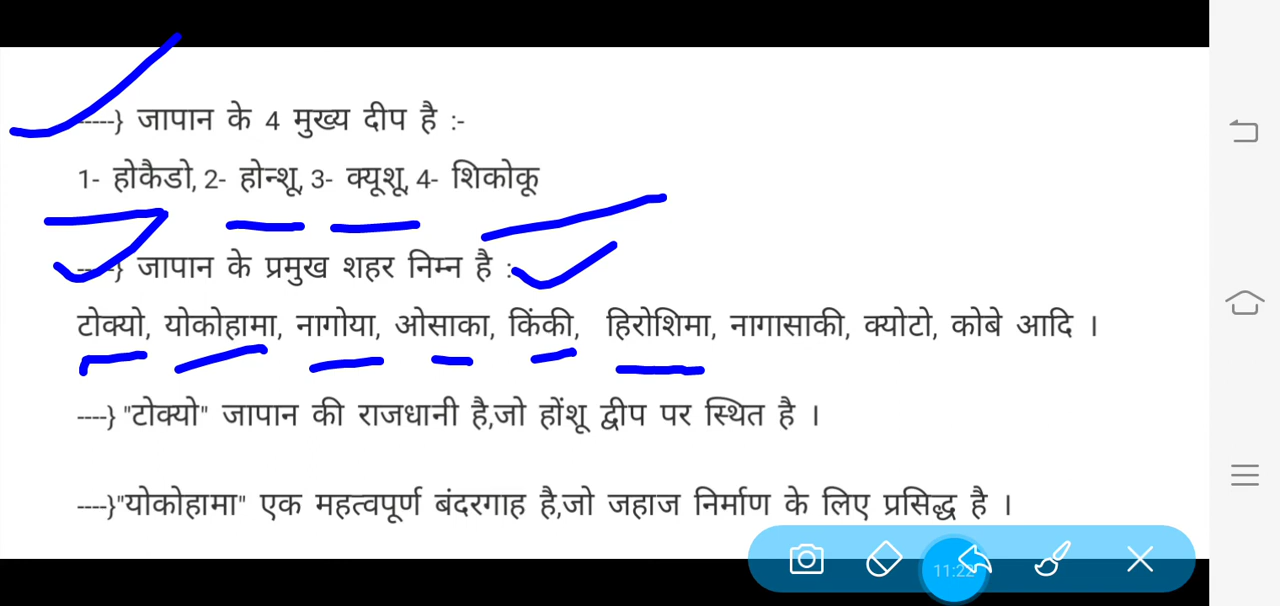 -----} जापान के 4 मुख्य दीप है :-
1- होकैडो, 2- होन्शू, 3- क्यूशू, 4- शिकोकू
----} जापान के प्रमुख शहर निम्न है :-
टोक्यो, योकोहामा, नागोया, ओसाका, किंकी, हिरोशिमा, नागासाकी, क्योटो, कोबे आदि ।
----} "टोक्यो" जापान की राजधानी है,जो होंशू द्वीप पर स्थित है ।
----}"योकोहामा" एक महत्वपूर्ण बंदरगाह है,जो जहाज निर्माण के लिए प्रसिद्ध है ।
11:22